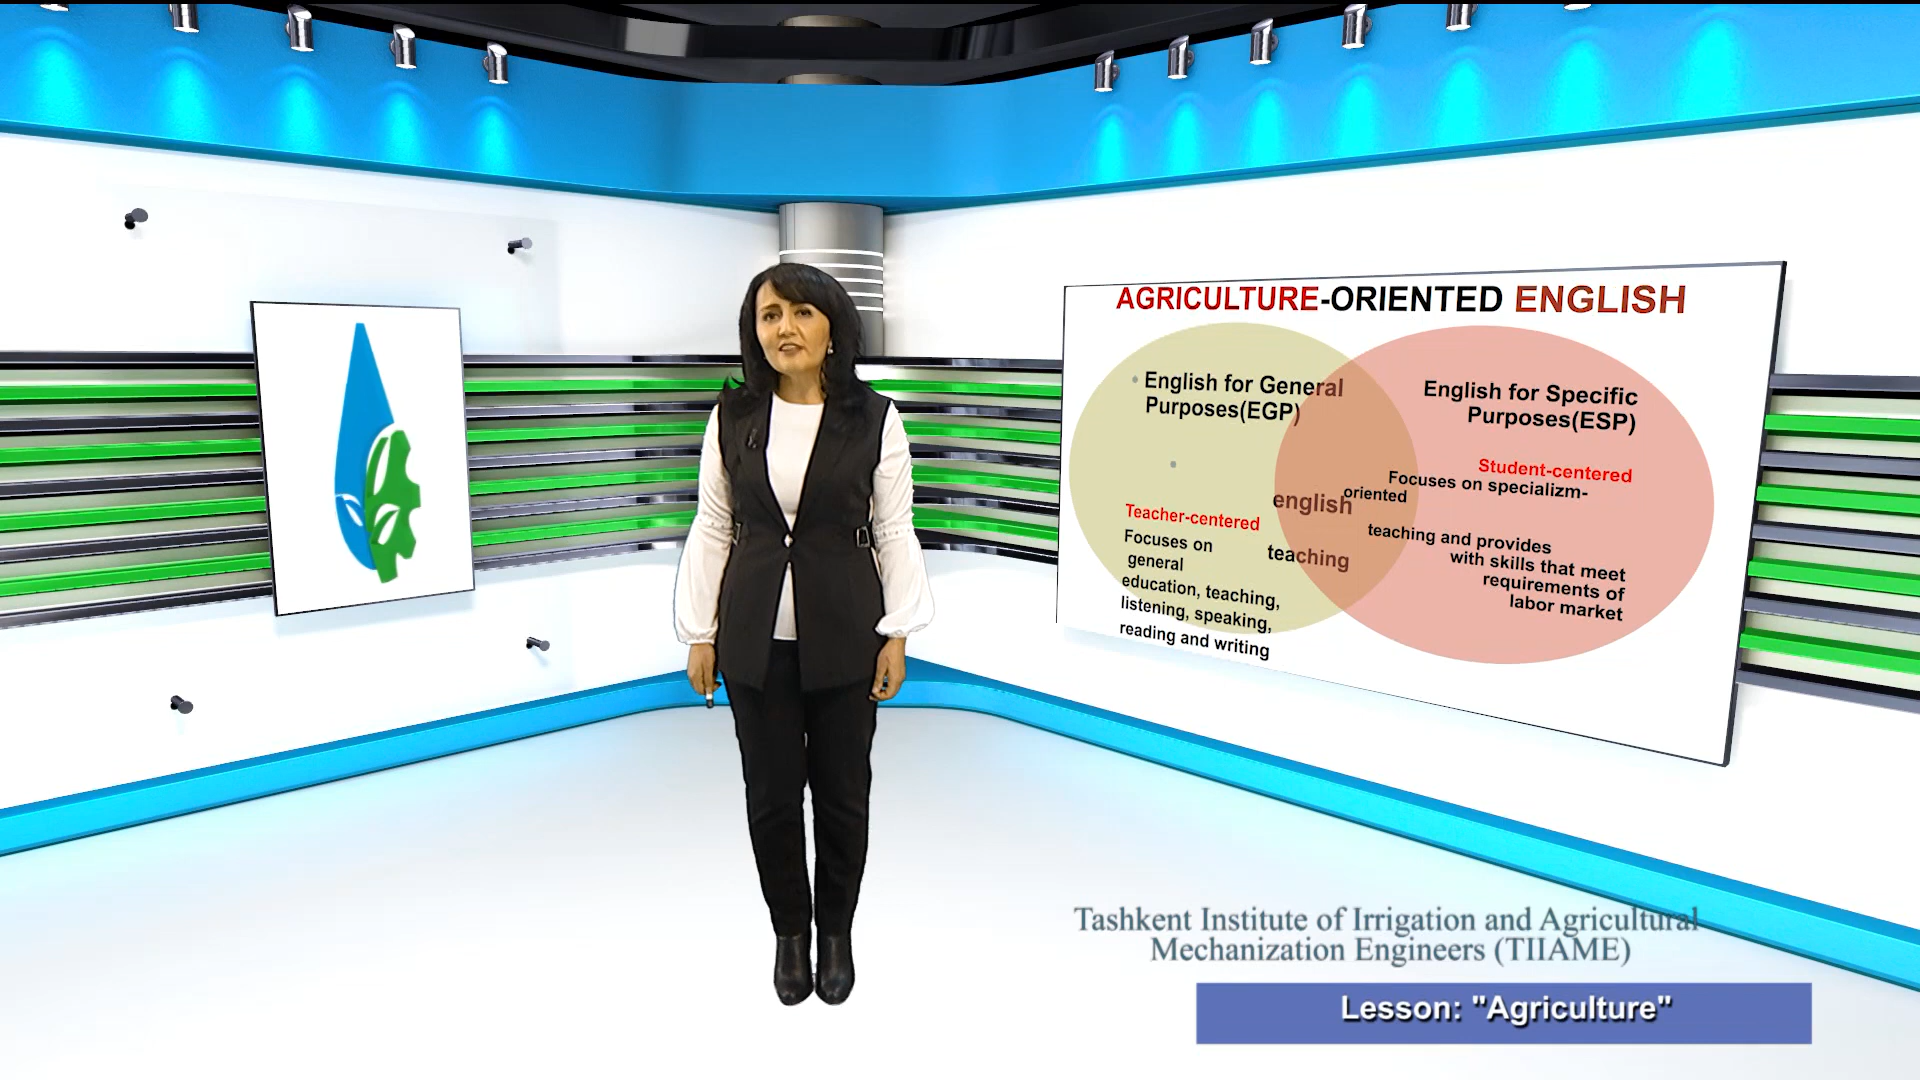 AGRICULTURE-ORIENTED ENGLISH
English for General
Purposes(EGP)
Teacher-centered
Focuses on
general
education, teaching,
listening, speaking,
reading and writing
english
teaching
English for Specific
Purposes(ESP)
Student-centered
Focuses on specializm-
oriented
teaching and provides
with skills that meet
requirements of
labor market
Tashkent Institute of Irrigation and Agricultural
Mechanization Engineers (TIIAME)
Lesson: "Agriculture"